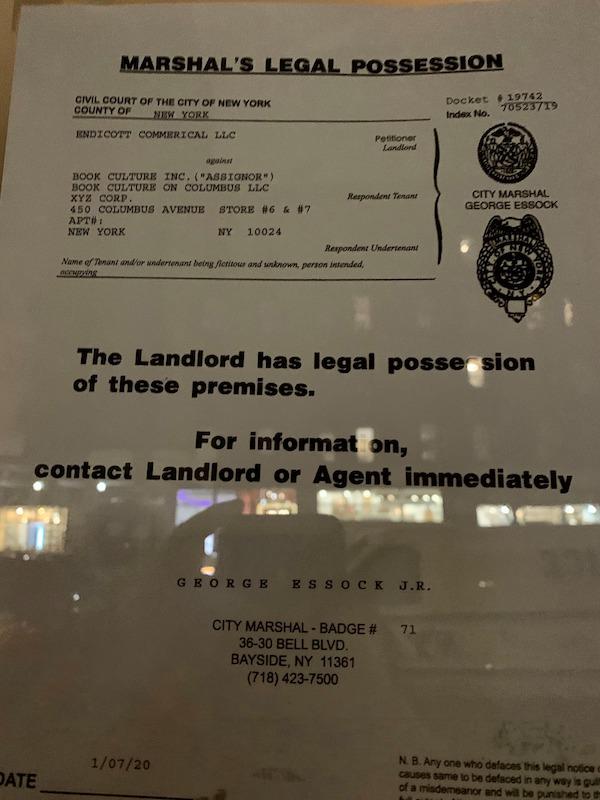 MARSHAL'S LEGAL POSSESSION
CIVIL COURT OF THE CITY OF NEW YORK
COUNTY OF NEW YORK
Docket # 19742
Index No. 70523/19
ENDICOTT COMMERICAL LLC
Petitioner
Landlord
against
BOOK CULTURE INC. ("ASSIGNOR")
BOOK CULTURE ON COLUMBUS LLC
XYZ CORP.
Respondent Tenant
450 COLUMBUS AVENUE STORE #6 & #7
APT#:
NEW YORK NY 10024
Respondent Undertenant
Name of Tenant and/or undertenant being fictitous and unknown, person intended,
occupying
CITY MARSHAL
GEORGE ESSOCK
The Landlord has legal possession
of these premises.
For information,
contact Landlord or Agent immediately
GEORGE ESSOCK J.R.
CITY MARSHAL - BADGE # 71
36-30 BELL BLVD.
BAYSIDE, NY 11361
(718) 423-7500
DATE 1/07/20
N. B. Any one who defaces this legal notice
causes same to be defaced in any way is
of a misdemeanor and will be punished to